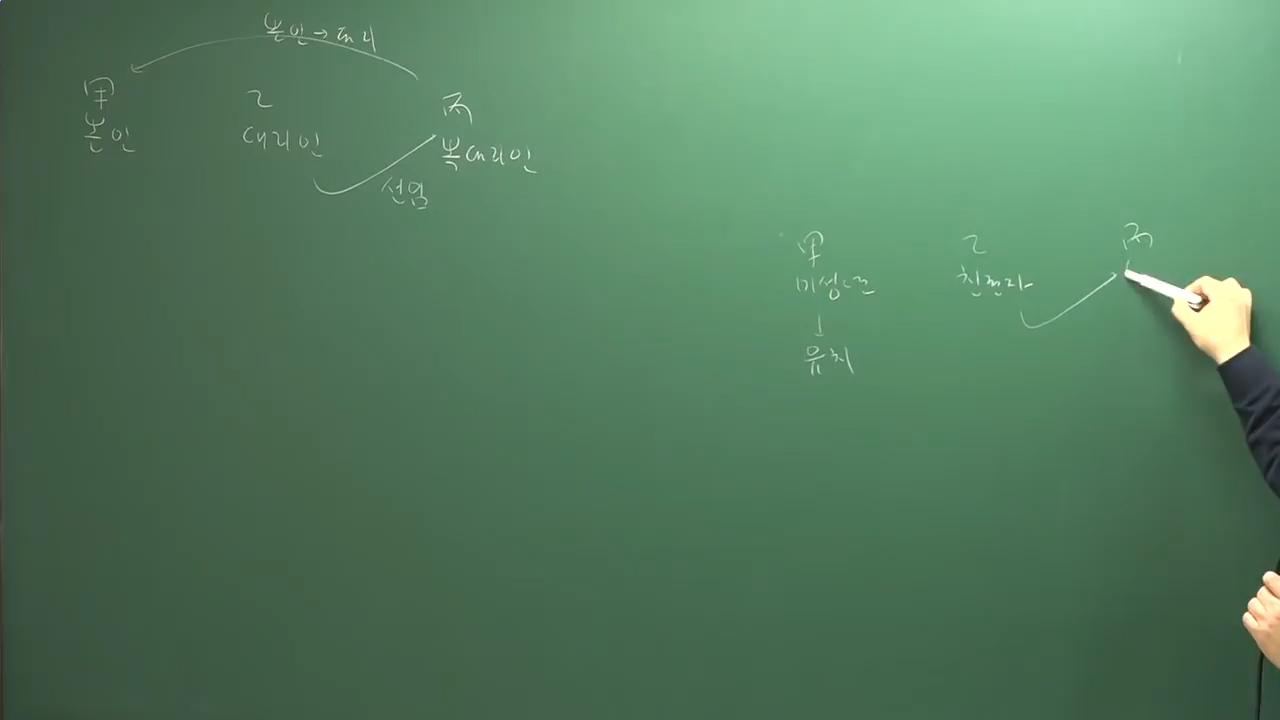 본인 → 대리
甲 乙 丙
본인 대리인 복대리인
선임
甲 乙 丙
미성년 친권자
↓
유치